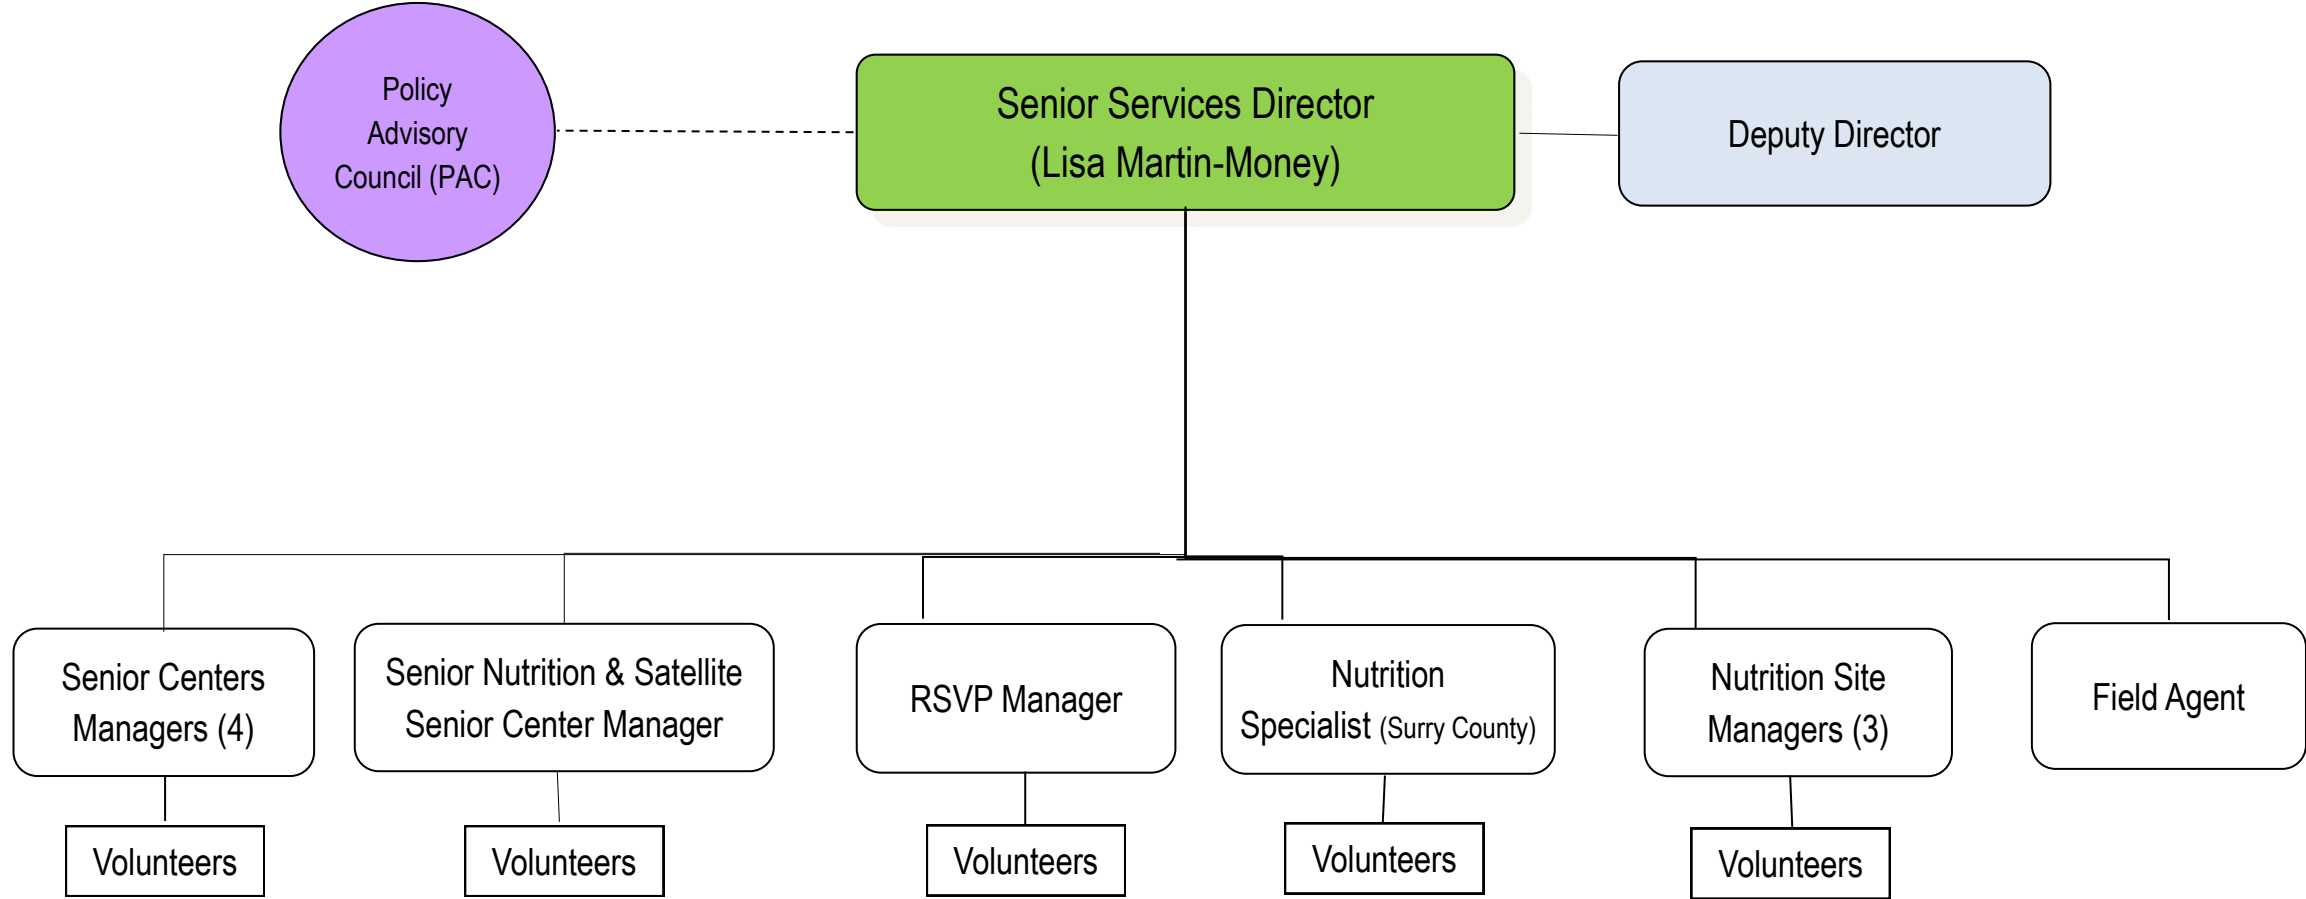 Policy
Advisory
Council (PAC)
Senior Services Director
(Lisa Martin-Money)
Deputy Director
Senior Centers
Managers (4)
Senior Nutrition & Satellite
Senior Center Manager
RSVP Manager
Nutrition
Specialist (Surry County)
Nutrition Site
Managers (3)
Field Agent
Volunteers
Volunteers
Volunteers
Volunteers
Volunteers